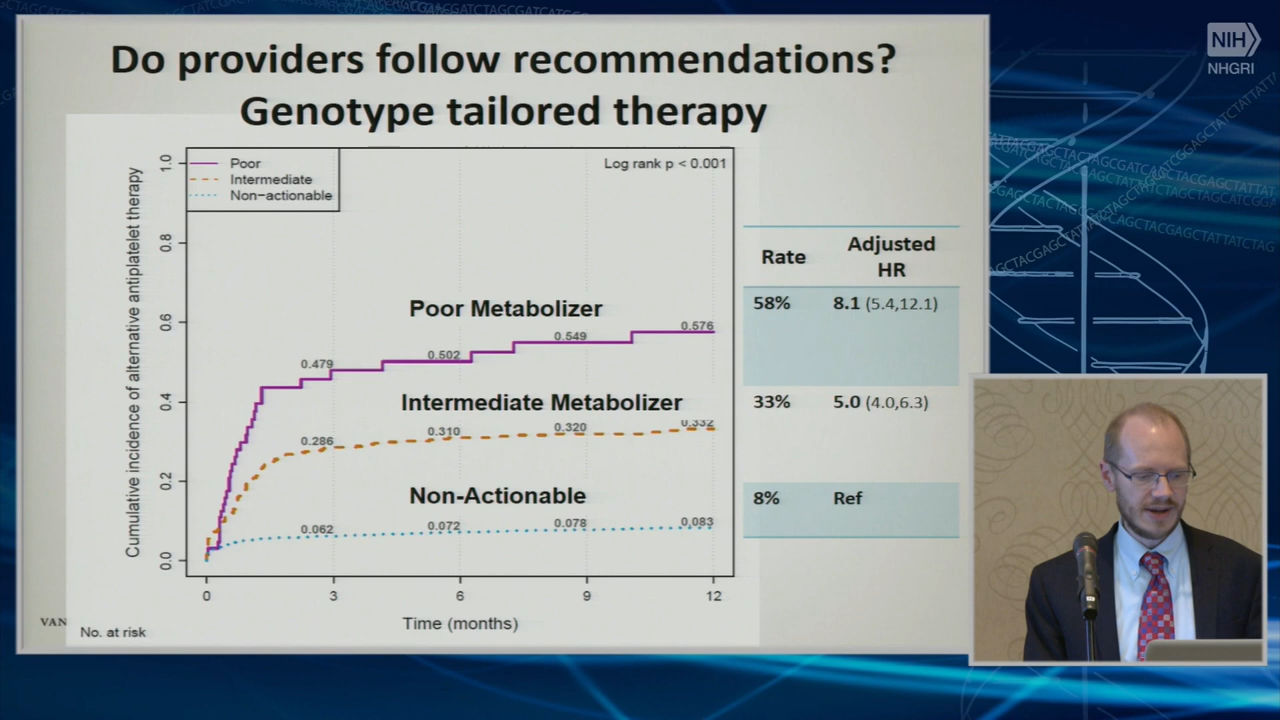 Do providers follow recommendations?
Genotype tailored therapy
NIH
NHGRI
Poor
Intermediate
Non-actionable
Log rank p < 0.001
Cumulative incidence of alternative antiplatelet therapy
1.0
0.8
0.6
0.4
0.2
0.0
Poor Metabolizer
0.479
0.502
0.549
0.576
Intermediate Metabolizer
0.286
0.310
0.320
0.332
Non-Actionable
0.062
0.072
0.078
0.083
0
3
6
9
12
Time (months)
No. at risk
VAN
Rate
Adjusted
HR
58%
8.1 (5.4,12.1)
33%
5.0 (4.0,6.3)
8%
Ref